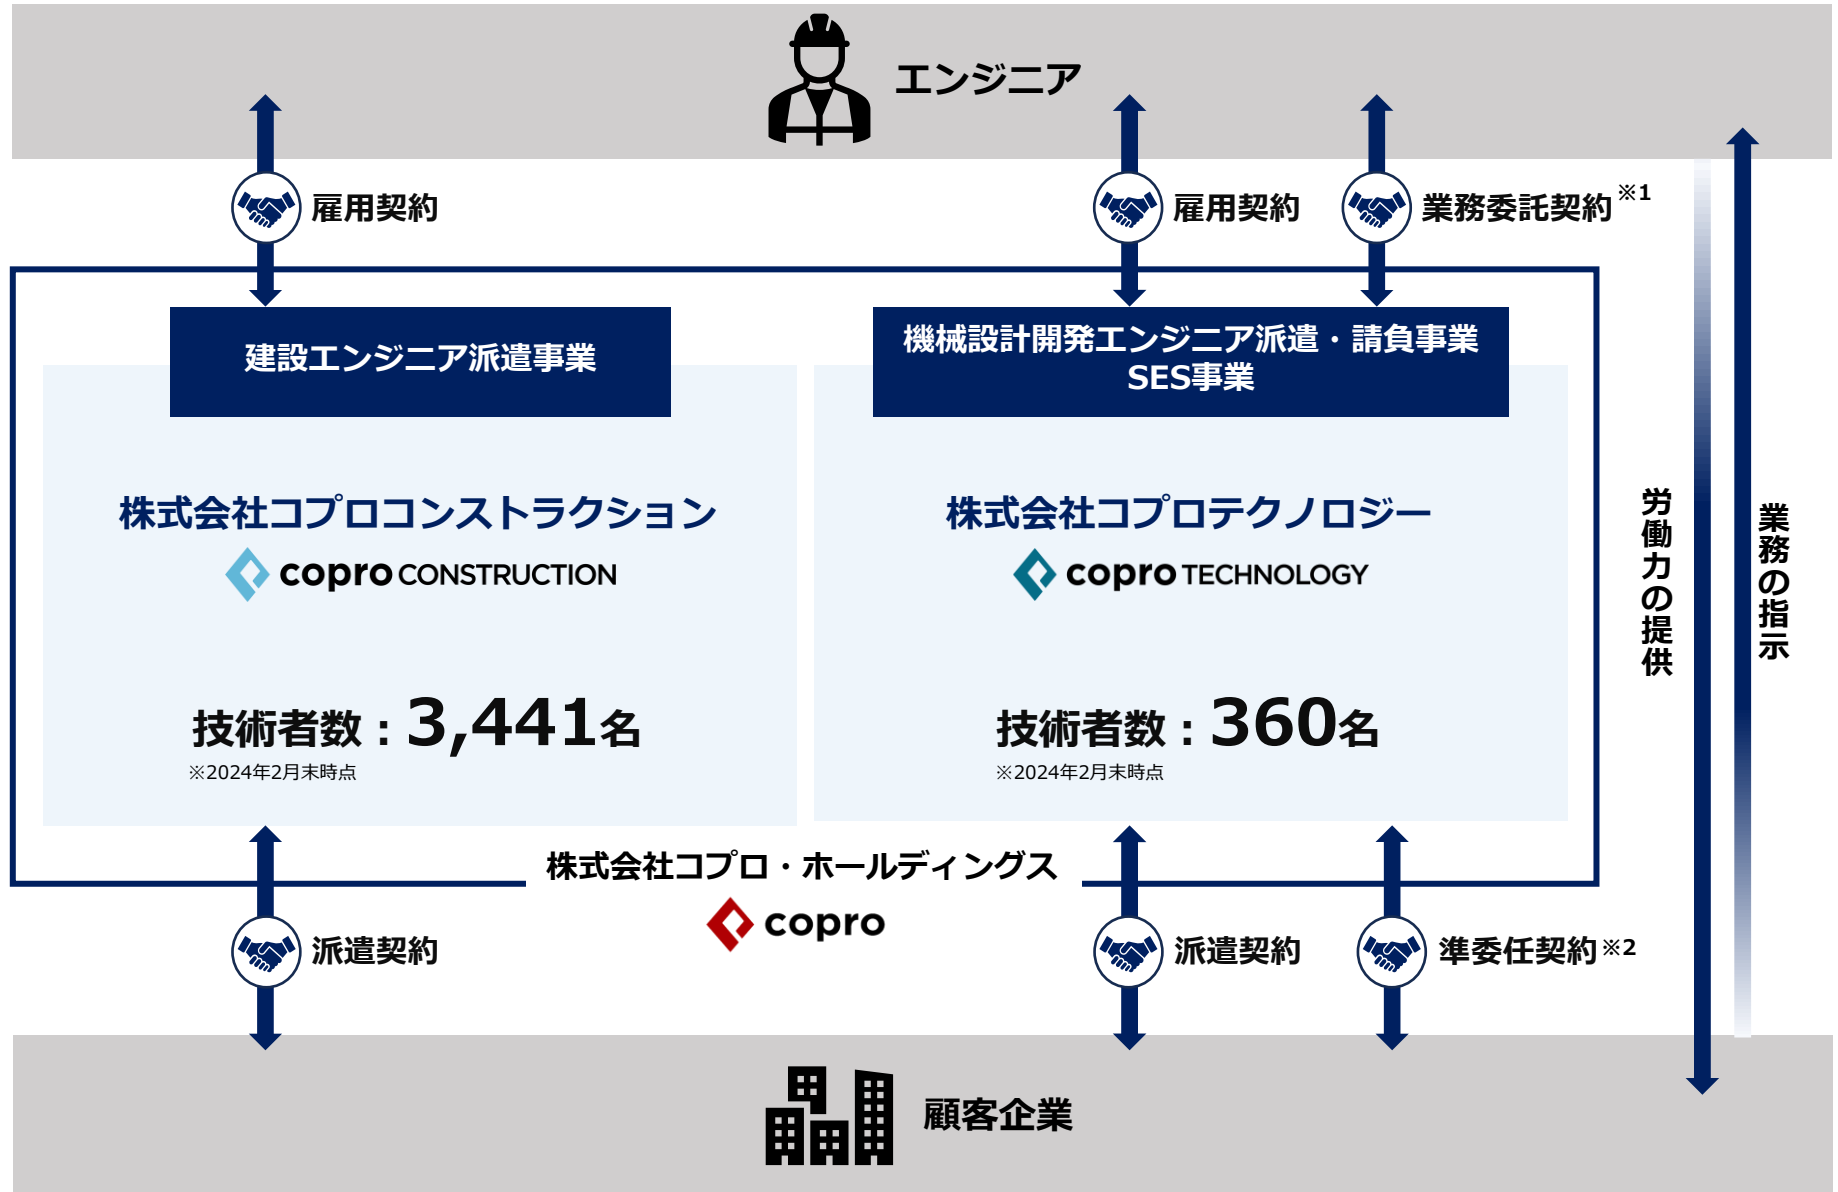 エンジニア
雇用契約
雇用契約
業務委託契約※1
建設エンジニア派遣事業
機械設計開発エンジニア派遣・請負事業
SES事業
株式会社コプロコンストラクション
copro CONSTRUCTION
技術者数：3,441名
※2024年2月末時点
株式会社コプロテクノロジー
copro TECHNOLOGY
技術者数：360名
※2024年2月末時点
労働力の提供
業務の指示
株式会社コプロ・ホールディングス
copro
派遣契約
派遣契約
準委任契約※2
顧客企業